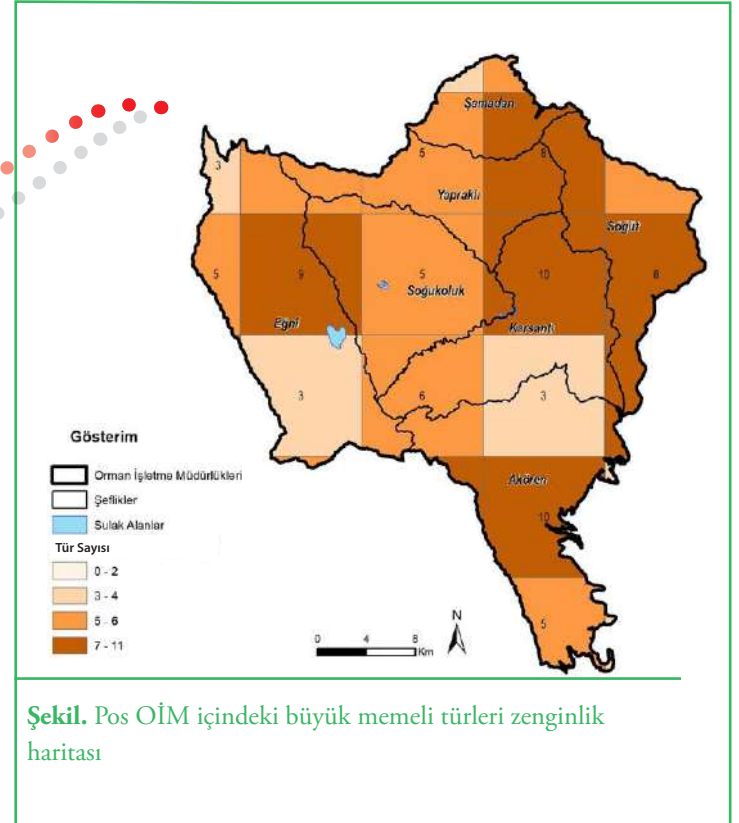 Şamadan
5
8
3
Yapraklı
Söğüt
5
9
5
10
8
Soğukoluk
Eğni
Karsantı
3
6
3
Akören
10
5
Gösterim
Orman İşletme Müdürlükleri
Şeflikler
Sulak Alanlar
Tür Sayısı
0 - 2
3 - 4
5 - 6
7 - 11
0 4 8
Km
N
Şekil. Pos OİM içindeki büyük memeli türleri zenginlik
haritası